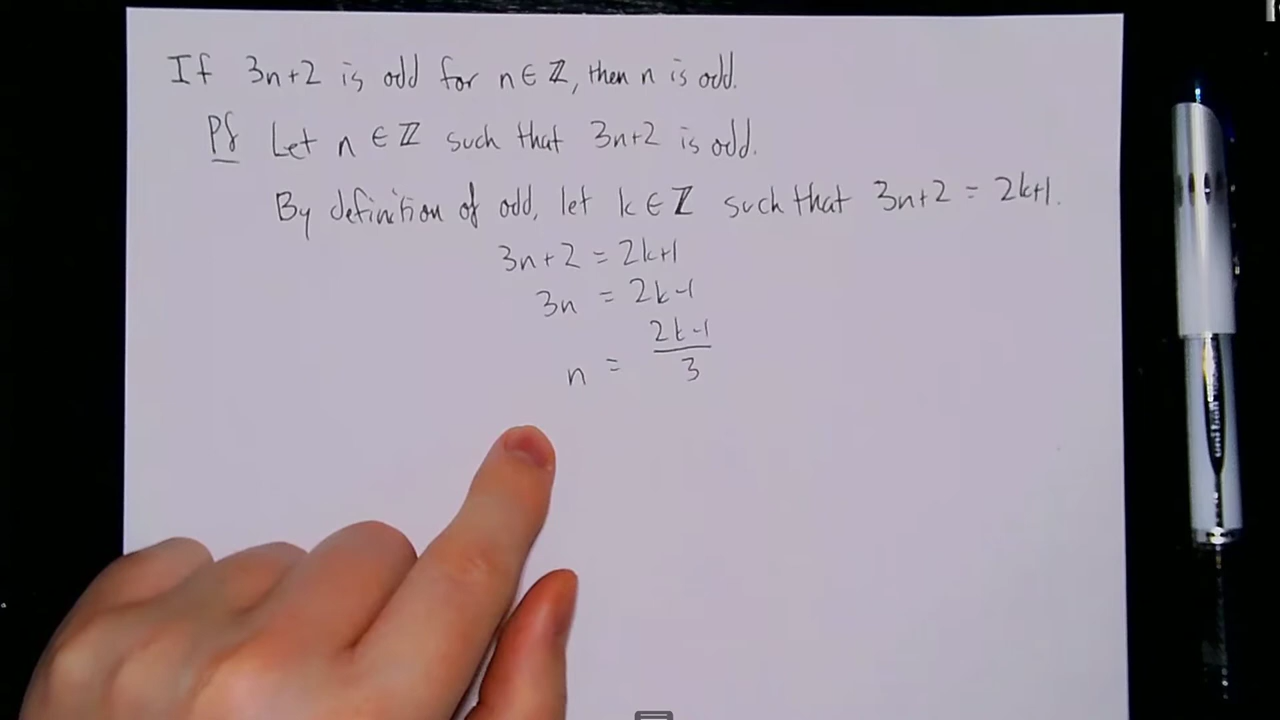 If 3n+2 is odd for n ∈ ℤ, then n is odd.
Pf Let n ∈ ℤ such that 3n+2 is odd.
By definition of odd, let k ∈ ℤ such that 3n+2 = 2k+1.
3n+2 = 2k+1
3n = 2k-1
n = 2k-1/3
uniball